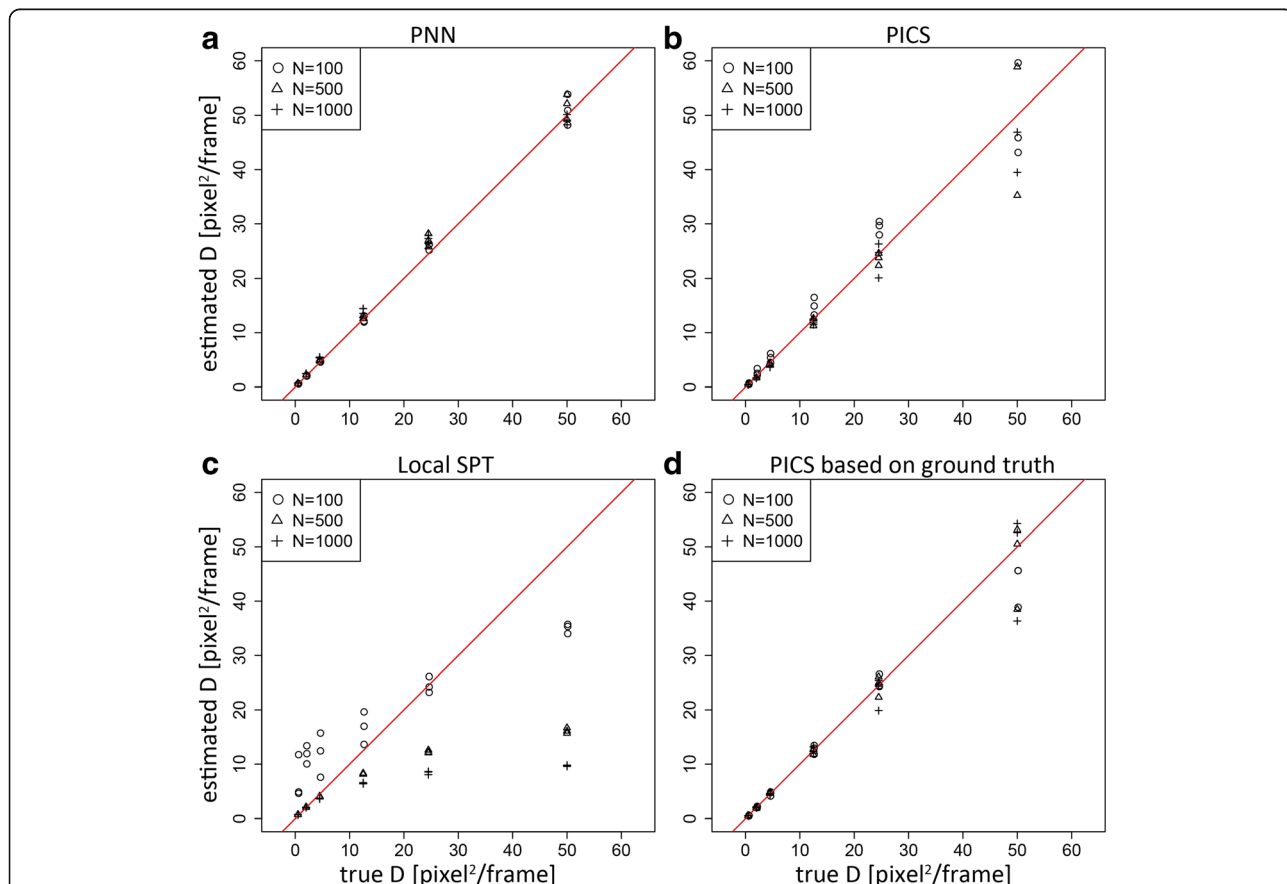 a
PNN
N=100
N=500
N=1000
estimated D [pixel²/frame]
0 10 20 30 40 50 60
0 10 20 30 40 50 60
b
PICS
N=100
N=500
N=1000
0 10 20 30 40 50 60
0 10 20 30 40 50 60
c
Local SPT
N=100
N=500
N=1000
estimated D [pixel²/frame]
0 10 20 30 40 50 60
0 10 20 30 40 50 60
true D [pixel²/frame]
d
PICS based on ground truth
N=100
N=500
N=1000
0 10 20 30 40 50 60
0 10 20 30 40 50 60
true D [pixel²/frame]